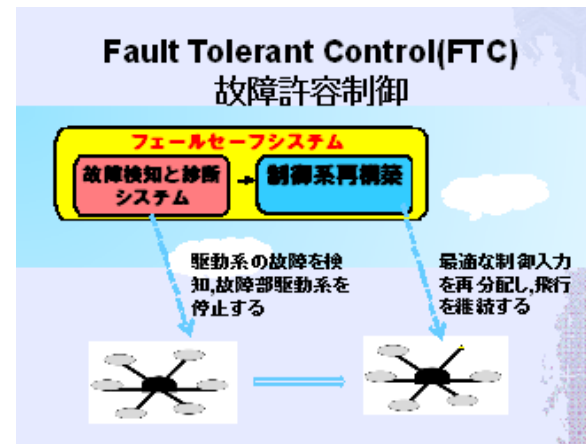 Fault Tolerant Control(FTC)
故障許容制御
フェールセーフシステム
故障検知と診断
システム
制御系再構築
駆動系の故障を検
知,故障部駆動系を
停止する
最適な制御入力
を再分配し,飛行
を継続する